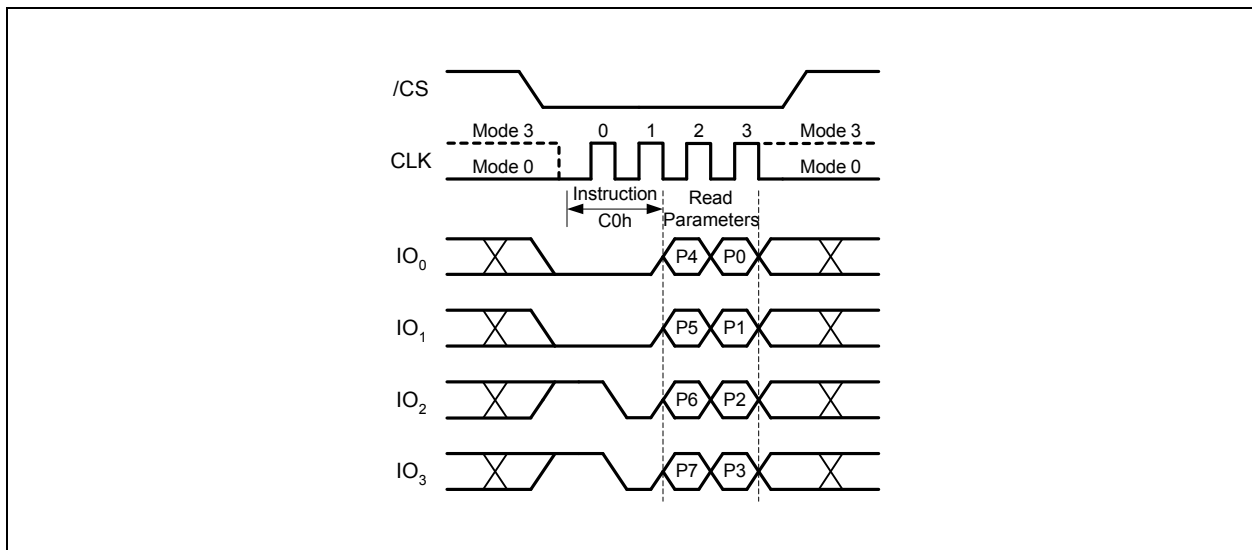 /CS
Mode 3 0 1 2 3 Mode 3
CLK
Mode 0 Mode 0
Instruction Read
C0h Parameters
IO0 P4 P0
IO1 P5 P1
IO2 P6 P2
IO3 P7 P3